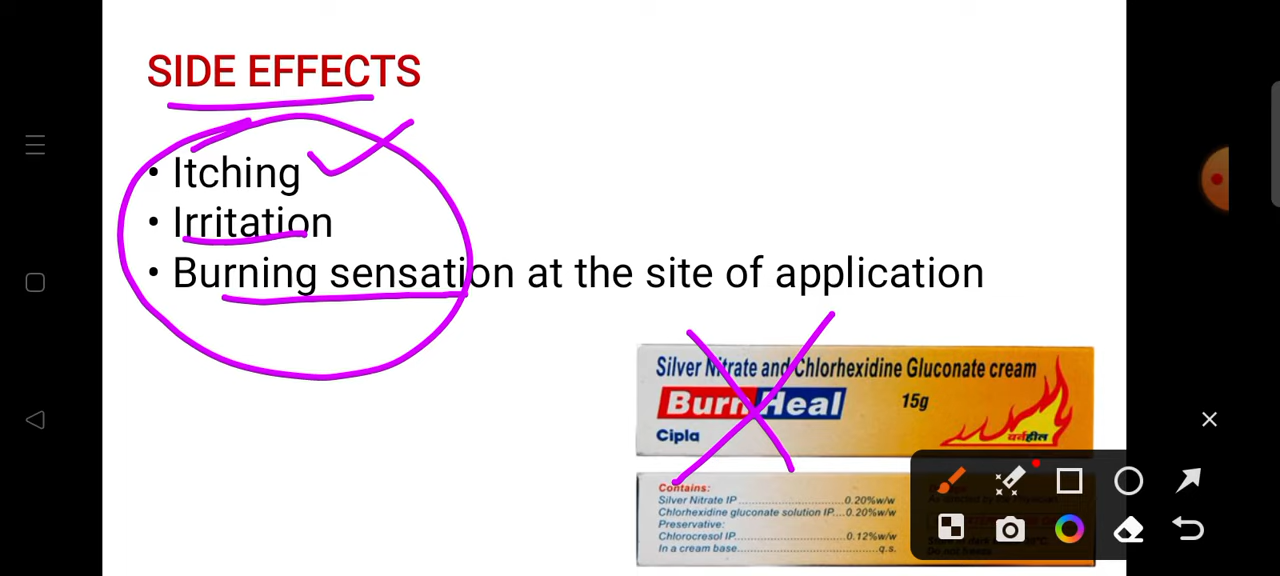 SIDE EFFECTS
• Itching
• Irritation
• Burning sensation at the site of application
Silver Nitrate and Chlorhexidine Gluconate cream
BurnHeal 15g
Cipla
बर्नहील
Contains:
Silver Nitrate IP..............................0.20%w/w
Chlorhexidine gluconate solution IP....0.20%w/w
Preservative:
Chlorocresol IP..............................0.12%w/w
In a cream base..............................q.s.